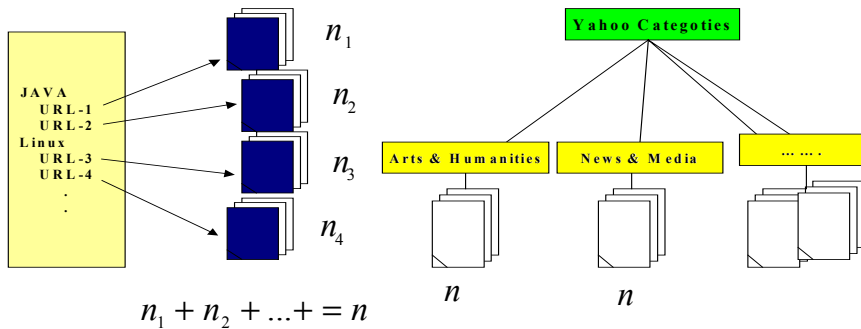 JAVA
URL-1
URL-2
Linux
URL-3
URL-4
.
.
n₁
n₂
n₃
n₄
n₁ + n₂ + ...+ = n
Yahoo Categoties
Arts & Humanities
News & Media
... ... .
n
n